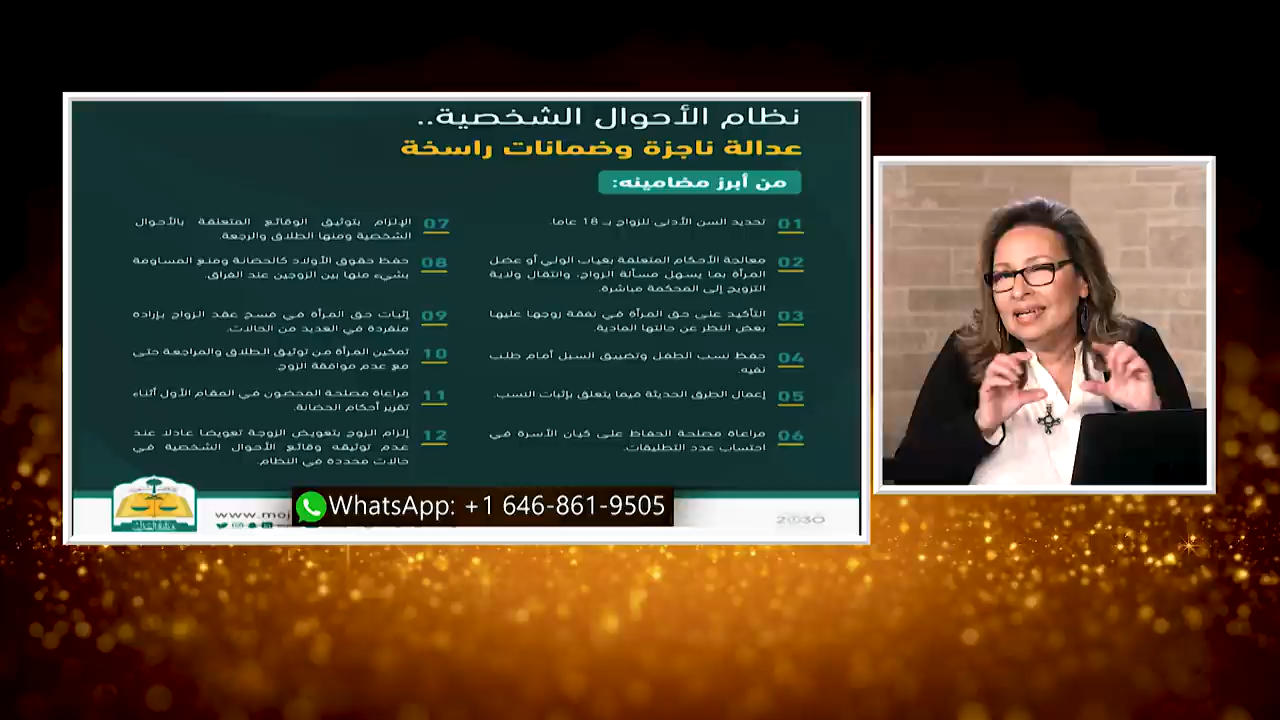 نظام الأحوال الشخصية..
عدالة ناجزة وضمانات راسخة
من أبرز مضامينه:
01
تحديد السن الأدنى للزواج بـ 18 عاما.
02
معالجة الأحكام المتعلقة بغياب الولي أو عضل
المرأة بما يسهل مسألة الزواج، وانتقال ولاية
التزويج إلى المحكمة مباشرة.
03
التأكيد على حق المرأة في نفقة زوجها عليها
بغض النظر عن حالتها المادية.
04
حفظ نسب الطفل وتضييق السبل أمام طلب
نفيه.
05
إعمال الطرق الحديثة فيما يتعلق بإثبات النسب.
06
مراعاة مصلحة الحفاظ على كيان الأسرة في
احتساب عدد التطليقات.
07
الإلزام بتوثيق الوقائع المتعلقة بالأحوال
الشخصية ومنها الطلاق والرجعة.
08
حفظ حقوق الأولاد كالحضانة ومنع المساومة
بشيء منها بين الزوجين عند الفراق.
09
إثبات حق المرأة في فسخ عقد الزواج بإرادة
منفردة في العديد من الحالات.
10
تمكين المرأة من توثيق الطلاق والمراجعة حتى
مع عدم موافقة الزوج.
11
مراعاة مصلحة المحضون في المقام الأول أثناء
تقرير أحكام الحضانة.
12
إلزام الزوج بتعويض الزوجة تعويضا عادلا عند
عدم توثيقه وقائع الأحوال الشخصية في
حالات محددة في النظام.
وزارة العدل
www.moj
WhatsApp: +1 646-861-9505
2030